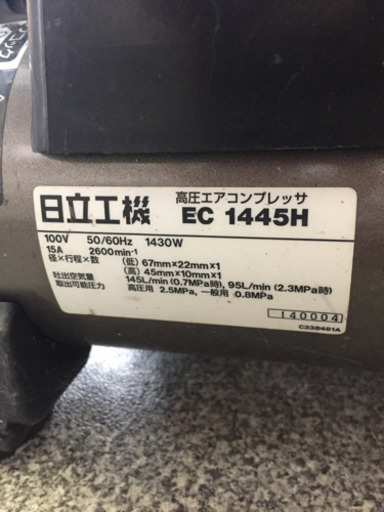 日立工機 高圧エアコンプレッサ EC 1445H
100V 50/60Hz 1430W
15A 2600min⁻¹
径×行程×数 (低) 67mm×22mm×1
(高) 45mm×10mm×1
吐出空気量 145L/min (0.7MPa時), 95L/min (2.3MPa時)
取出可能圧力 高圧用 2.5MPa, 一般用 0.8MPa
140004
C338481A